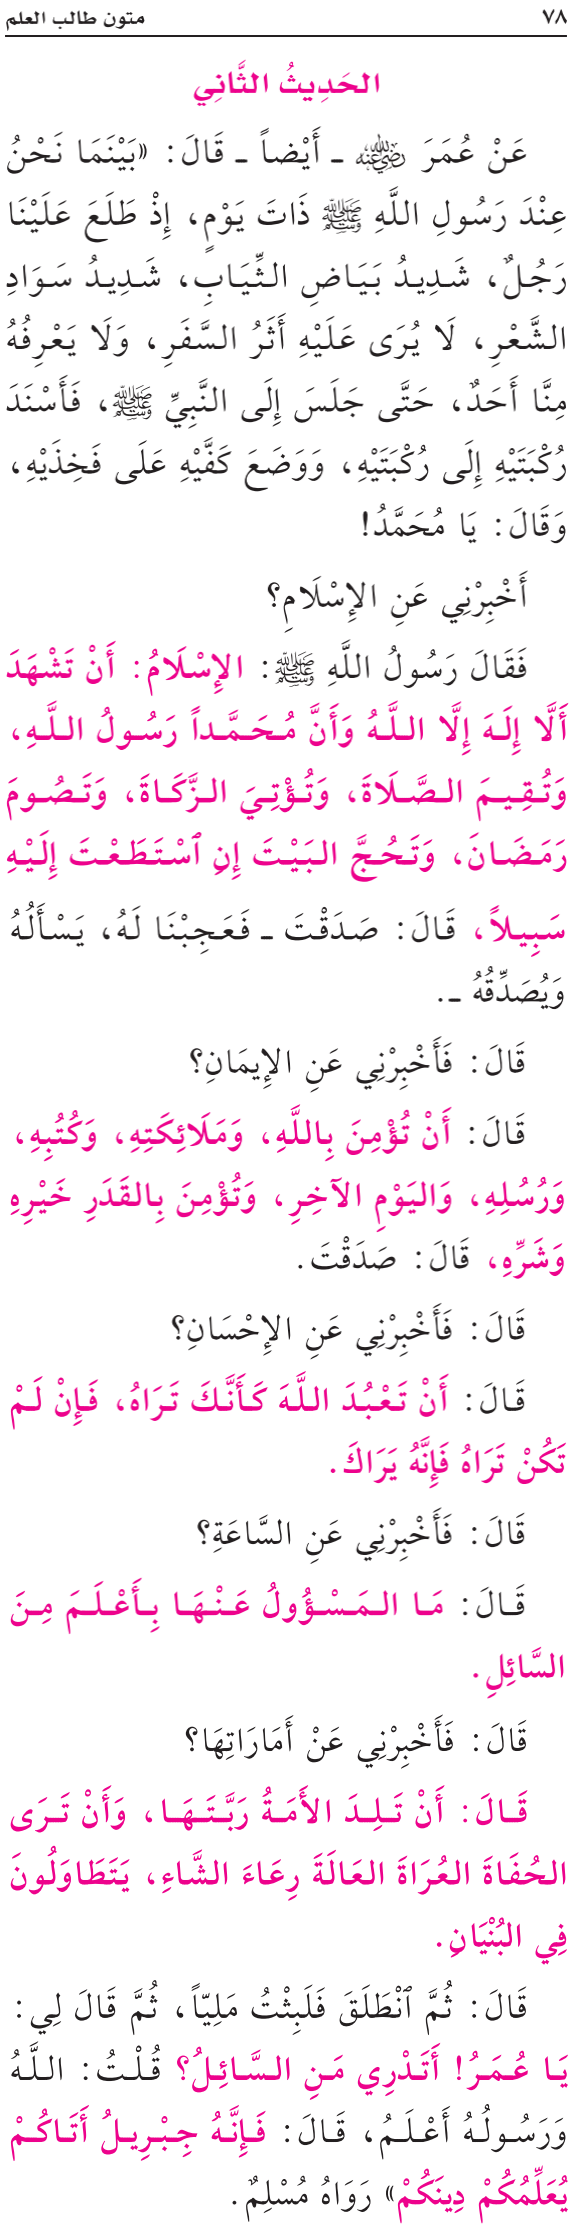 ٧٨ متون طالب العلم
الحَدِيثُ الثَّانِي
عَنْ عُمَرَ رضي الله عنه ـ أَيْضاً ـ قَالَ: «بَيْنَمَا نَحْنُ
عِنْدَ رَسُولِ اللَّهِ ﷺ ذَاتَ يَوْمٍ، إِذْ طَلَعَ عَلَيْنَا
رَجُلٌ، شَدِيدُ بَيَاضِ الثِّيَابِ، شَدِيدُ سَوَادِ
الشَّعْرِ، لَا يُرَى عَلَيْهِ أَثَرُ السَّفَرِ، وَلَا يَعْرِفُهُ
مِنَّا أَحَدٌ، حَتَّى جَلَسَ إِلَى النَّبِيِّ ﷺ، فَأَسْنَدَ
رُكْبَتَيْهِ إِلَى رُكْبَتَيْهِ، وَوَضَعَ كَفَّيْهِ عَلَى فَخِذَيْهِ،
وَقَالَ: يَا مُحَمَّدُ!
أَخْبِرْنِي عَنِ الإِسْلَامِ؟
فَقَالَ رَسُولُ اللَّهِ ﷺ: الإِسْلَامُ: أَنْ تَشْهَدَ
أَلَّا إِلَهَ إِلَّا اللَّهُ وَأَنَّ مُحَمَّداً رَسُولُ اللَّهِ،
وَتُقِيمَ الصَّلَاةَ، وَتُؤْتِيَ الزَّكَاةَ، وَتَصُومَ
رَمَضَانَ، وَتَحُجَّ البَيْتَ إِنِ ٱسْتَطَعْتَ إِلَيْهِ
سَبِيلاً، قَالَ: صَدَقْتَ ـ فَعَجِبْنَا لَهُ، يَسْأَلُهُ
وَيُصَدِّقُهُ ـ.
قَالَ: فَأَخْبِرْنِي عَنِ الإِيمَانِ؟
قَالَ: أَنْ تُؤْمِنَ بِاللَّهِ، وَمَلَائِكَتِهِ، وَكُتُبِهِ،
وَرُسُلِهِ، وَاليَوْمِ الآخِرِ، وَتُؤْمِنَ بِالقَدَرِ خَيْرِهِ
وَشَرِّهِ، قَالَ: صَدَقْتَ.
قَالَ: فَأَخْبِرْنِي عَنِ الإِحْسَانِ؟
قَالَ: أَنْ تَعْبُدَ اللَّهَ كَأَنَّكَ تَرَاهُ، فَإِنْ لَمْ
تَكُنْ تَرَاهُ فَإِنَّهُ يَرَاكَ.
قَالَ: فَأَخْبِرْنِي عَنِ السَّاعَةِ؟
قَالَ: مَا المَسْؤُولُ عَنْهَا بِأَعْلَمَ مِنَ
السَّائِلِ.
قَالَ: فَأَخْبِرْنِي عَنْ أَمَارَاتِهَا؟
قَالَ: أَنْ تَلِدَ الأَمَةُ رَبَّتَهَا، وَأَنْ تَرَى
الحُفَاةَ العُرَاةَ العَالَةَ رِعَاءَ الشَّاءِ، يَتَطَاوَلُونَ
فِي البُنْيَانِ.
قَالَ: ثُمَّ ٱنْطَلَقَ فَلَبِثْتُ مَلِيّاً، ثُمَّ قَالَ لِي:
يَا عُمَرُ! أَتَدْرِي مَنِ السَّائِلُ؟ قُلْتُ: اللَّهُ
وَرَسُولُهُ أَعْلَمُ، قَالَ: فَإِنَّهُ جِبْرِيلُ أَتَاكُمْ
يُعَلِّمُكُمْ دِينَكُمْ» رَوَاهُ مُسْلِمٌ.